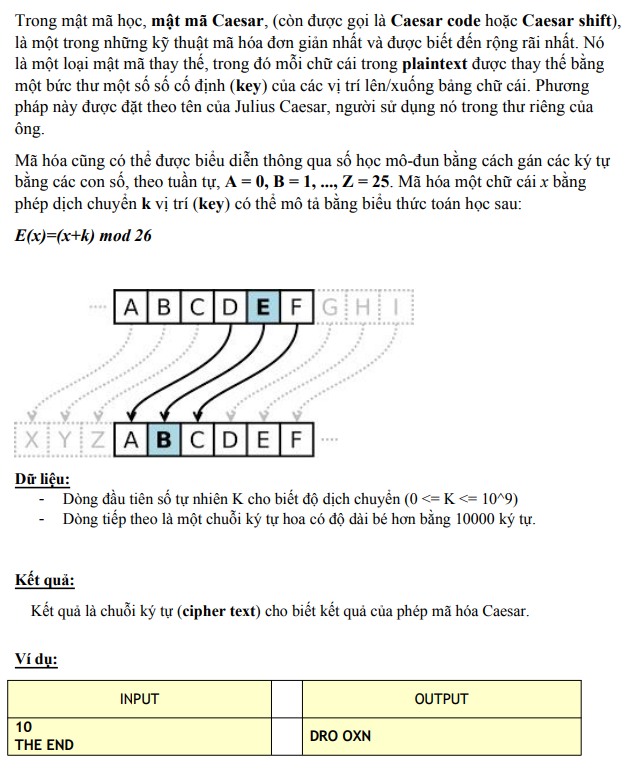 Trong mật mã học, mật mã Caesar, (còn được gọi là Caesar code hoặc Caesar shift),
là một trong những kỹ thuật mã hóa đơn giản nhất và được biết đến rộng rãi nhất. Nó
là một loại mật mã thay thế, trong đó mỗi chữ cái trong plaintext được thay thế bằng
một bức thư một số số cố định (key) của các vị trí lên/xuống bảng chữ cái. Phương
pháp này được đặt theo tên của Julius Caesar, người sử dụng nó trong thư riêng của
ông.
Mã hóa cũng có thể được biểu diễn thông qua số học mô-đun bằng cách gán các ký tự
bằng các con số, theo tuần tự, A = 0, B = 1, ..., Z = 25. Mã hóa một chữ cái x bằng
phép dịch chuyển k vị trí (key) có thể mô tả bằng biểu thức toán học sau:
E(x)=(x+k) mod 26
.... A B C D E F G H I
X Y Z A B C D E F ....
Dữ liệu:
- Dòng đầu tiên số tự nhiên K cho biết độ dịch chuyển (0 <= K <= 10^9)
- Dòng tiếp theo là một chuỗi ký tự hoa có độ dài bé hơn bằng 10000 ký tự.
Kết quả:
Kết quả là chuỗi ký tự (cipher text) cho biết kết quả của phép mã hóa Caesar.
Ví dụ:
INPUT OUTPUT
10
THE END
DRO OXN